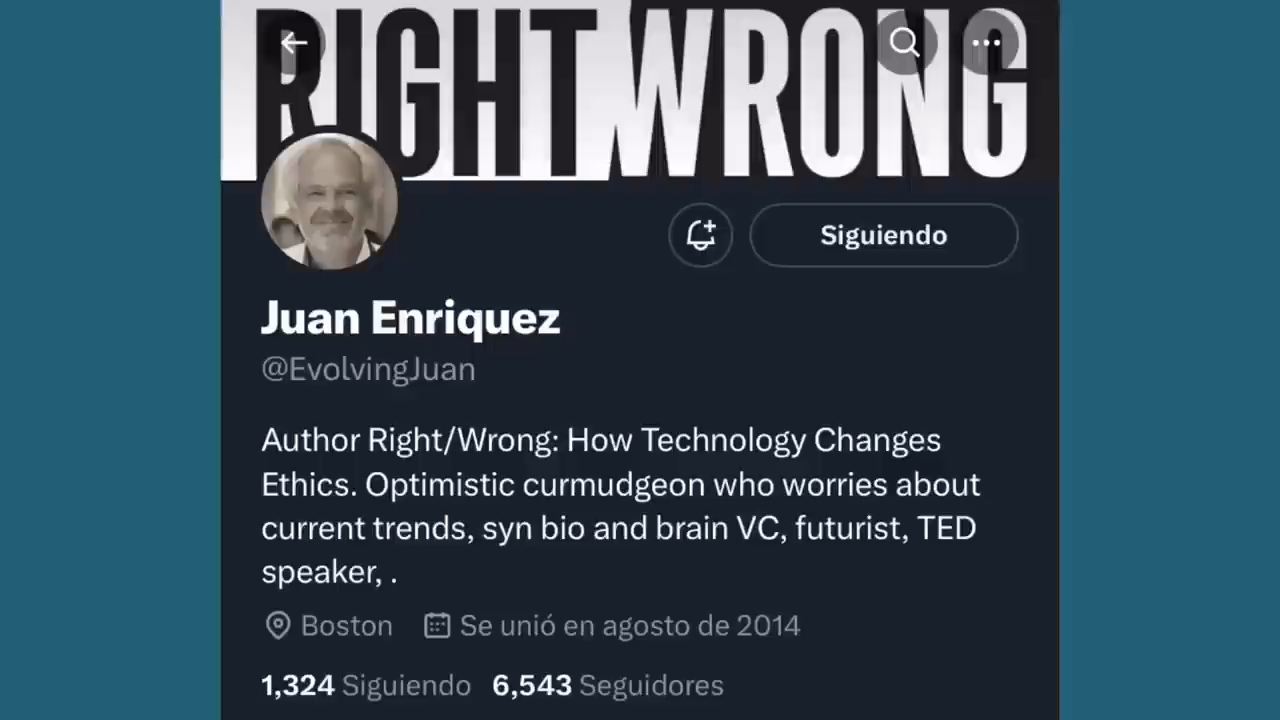 RIGHT WRONG
Siguiendo
Juan Enriquez
@EvolvingJuan
Author Right/Wrong: How Technology Changes
Ethics. Optimistic curmudgeon who worries about
current trends, syn bio and brain VC, futurist, TED
speaker, .
Boston Se unió en agosto de 2014
1,324 Siguiendo 6,543 Seguidores